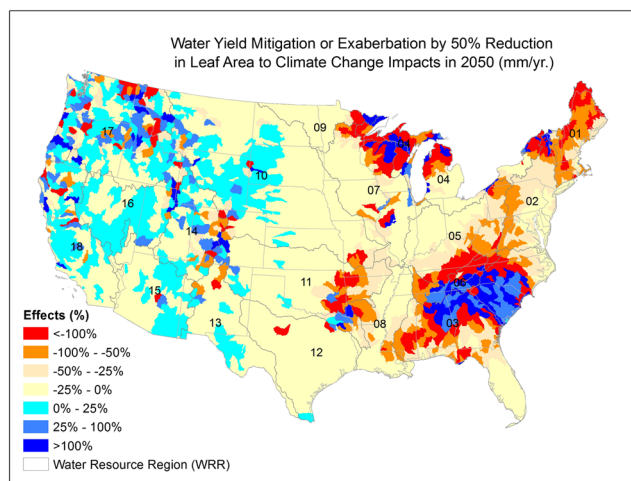 Water Yield Mitigation or Exaberbation by 50% Reduction
in Leaf Area to Climate Change Impacts in 2050 (mm/yr.)
09
01
17
10
04
07
02
16
14
05
18
11
06
15
03
13
08
12
Effects (%)
<-100%
-100% - -50%
-50% - -25%
-25% - 0%
0% - 25%
25% - 100%
>100%
Water Resource Region (WRR)